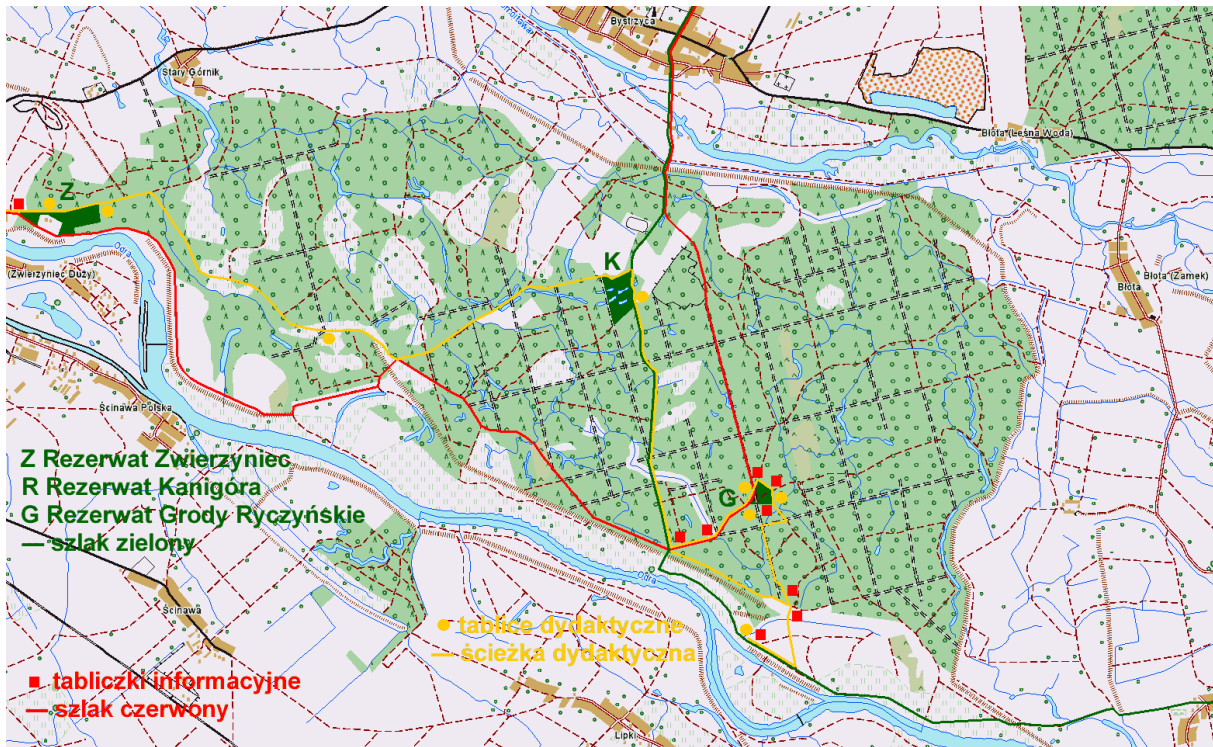 Bystrzyca
Stary Górnik
Błota (Leśna Woda)
Z
Odra
(Zwierzyniec Duży)
K
Błota (Zamek)
Błota
Ścinawa Polska
Z Rezerwat Zwierzyniec
R Rezerwat Kanigóra
G Rezerwat Grody Ryczyńskie
— szlak zielony
G
Odra
Ścinawa
tablice dydaktyczne
— ścieżka dydaktyczna
tabliczki informacyjne
— szlak czerwony
Lipki